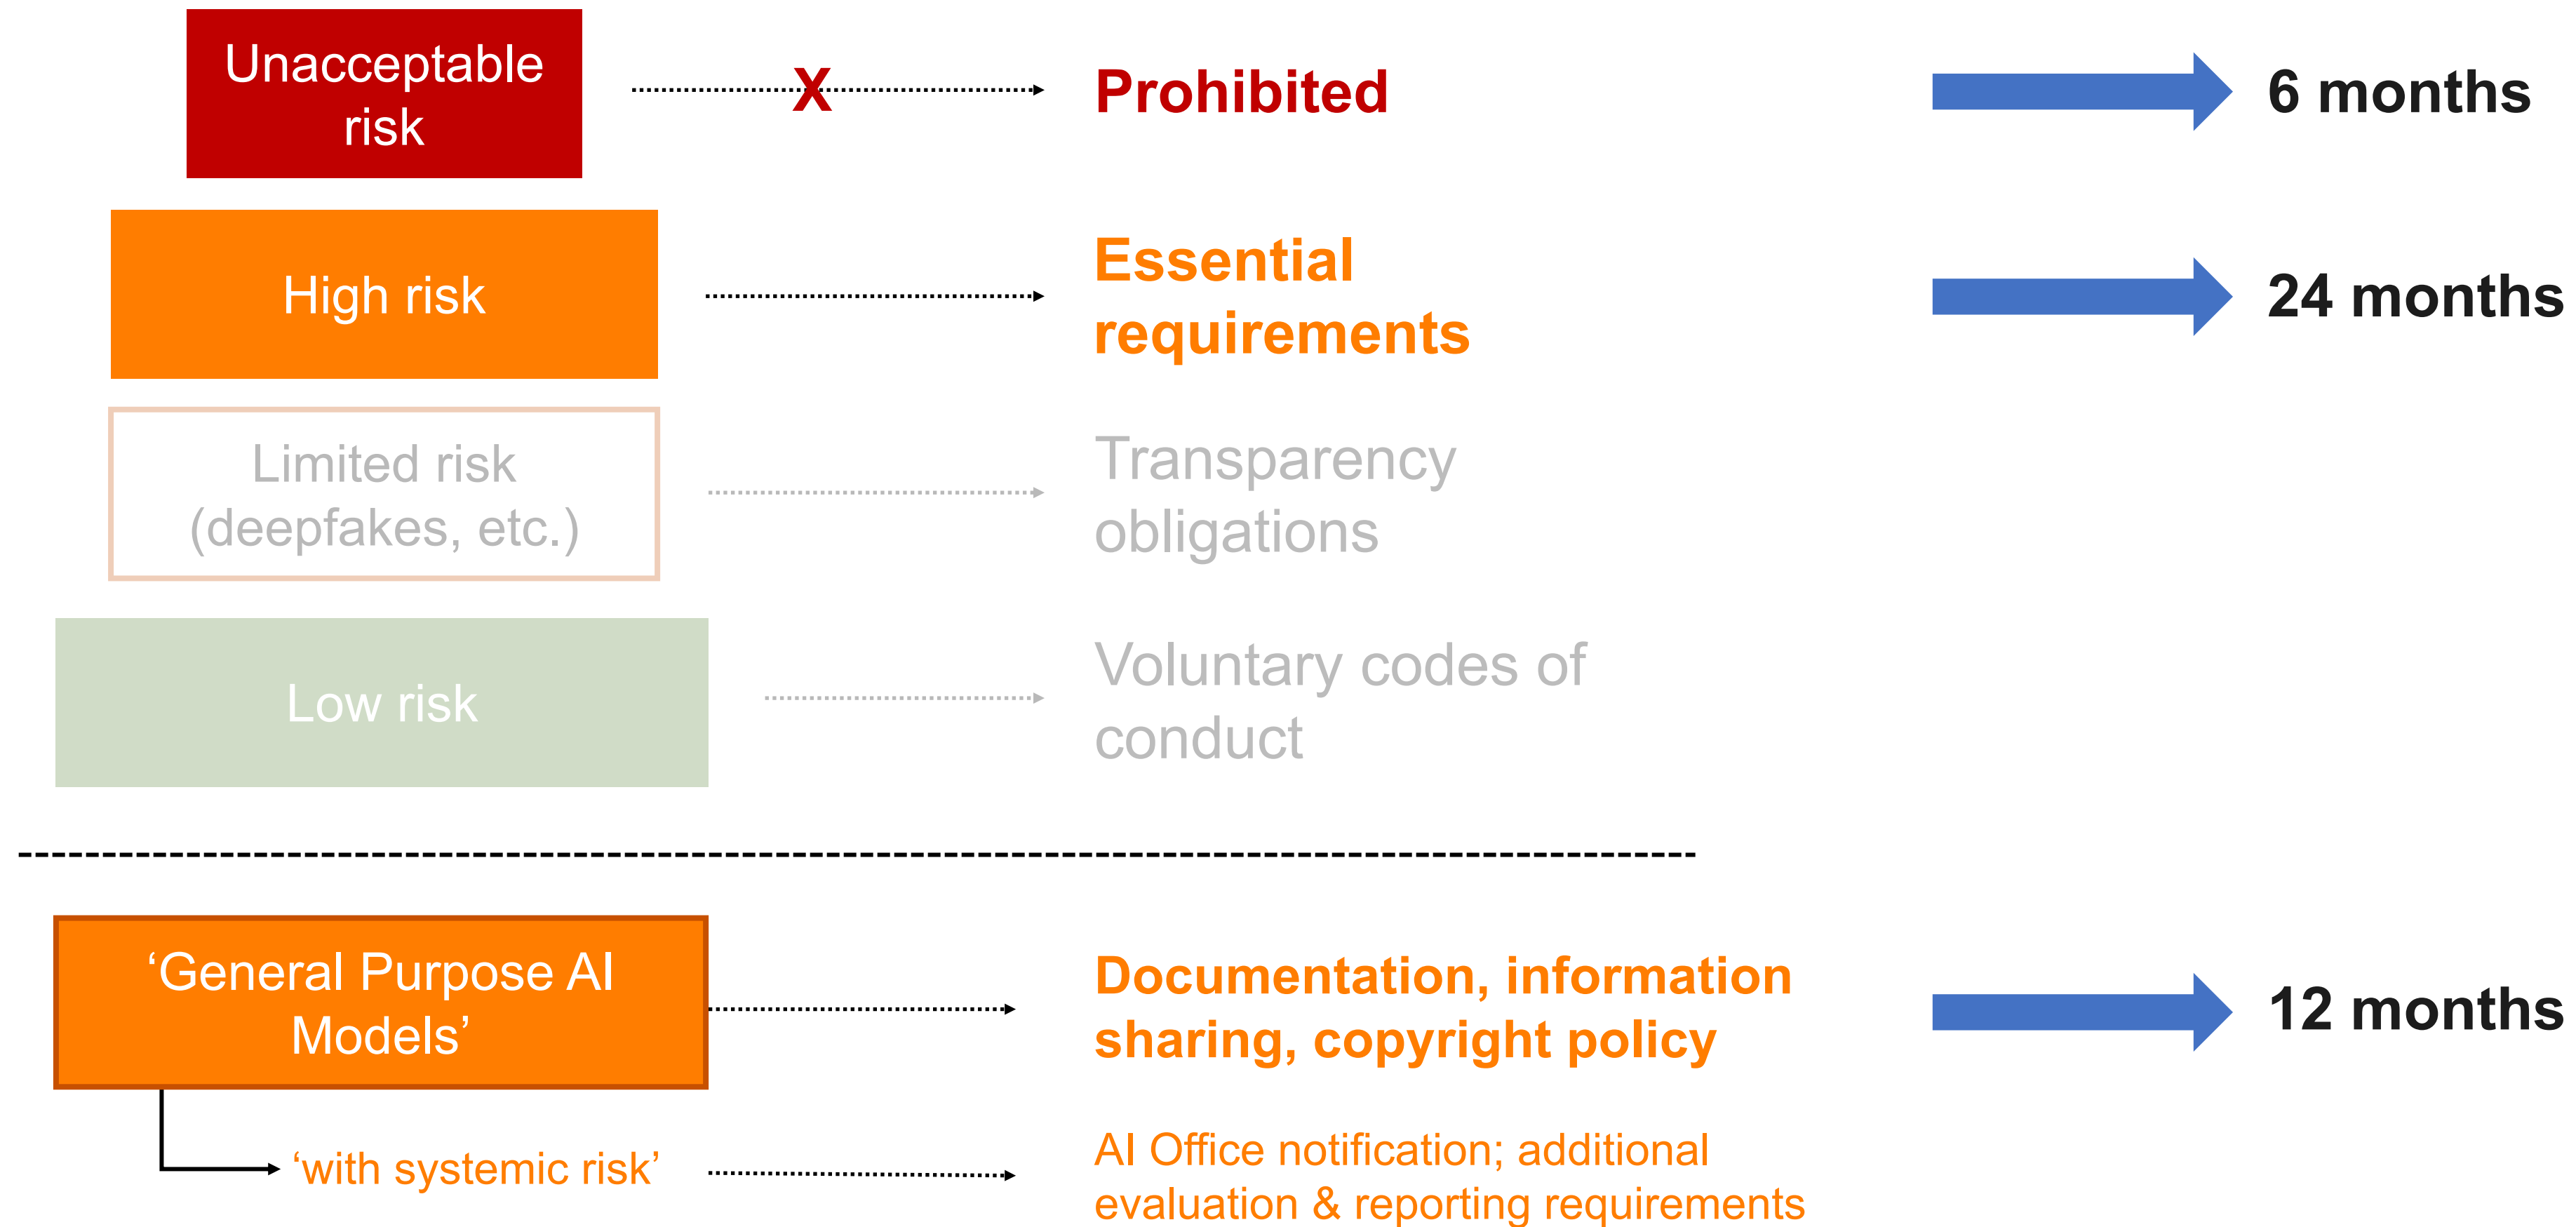 Unacceptable
risk
X
Prohibited
6 months
High risk
Essential
requirements
24 months
Limited risk
(deepfakes, etc.)
Transparency
obligations
Low risk
Voluntary codes of
conduct
‘General Purpose AI
Models’
Documentation, information
sharing, copyright policy
12 months
‘with systemic risk’
AI Office notification; additional
evaluation & reporting requirements